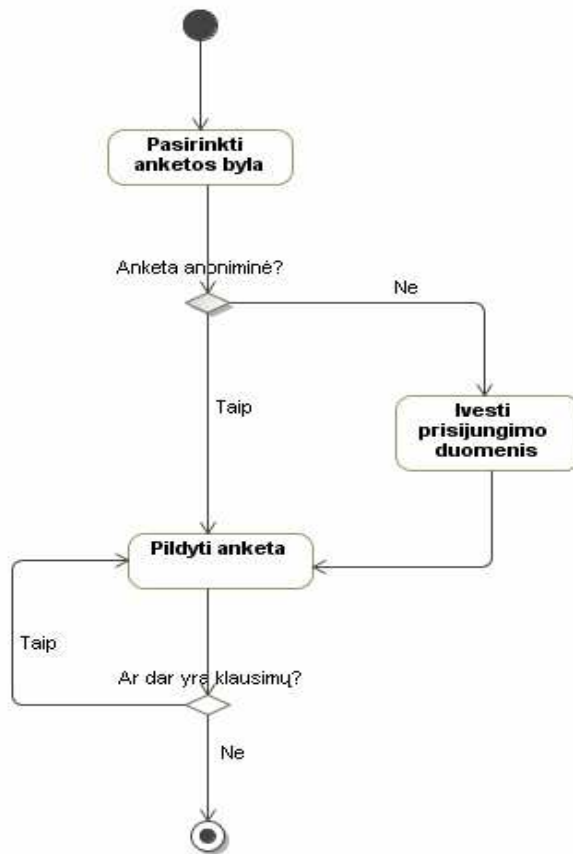 Pasirinkti
anketos byla
Anketa anoniminė?
Ne
Taip
Ivesti
prisijungimo
duomenis
Pildyti anketa
Taip
Ar dar yra klausimų?
Ne